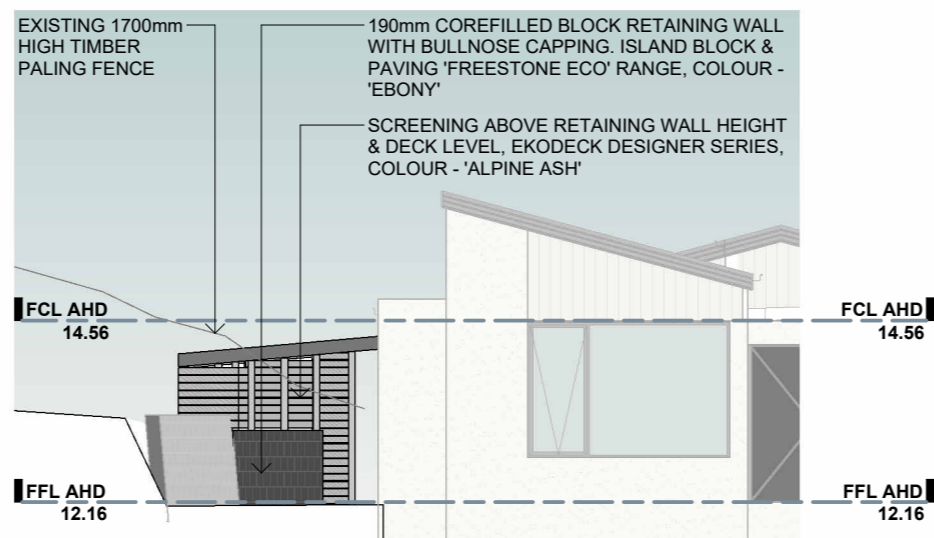 EXISTING 1700mm
HIGH TIMBER
PALING FENCE
190mm COREFILLED BLOCK RETAINING WALL
WITH BULLNOSE CAPPING. ISLAND BLOCK &
PAVING 'FREESTONE ECO' RANGE, COLOUR -
'EBONY'
SCREENING ABOVE RETAINING WALL HEIGHT
& DECK LEVEL, EKODECK DESIGNER SERIES,
COLOUR - 'ALPINE ASH'
FCL AHD
14.56
FCL AHD
14.56
FFL AHD
12.16
FFL AHD
12.16